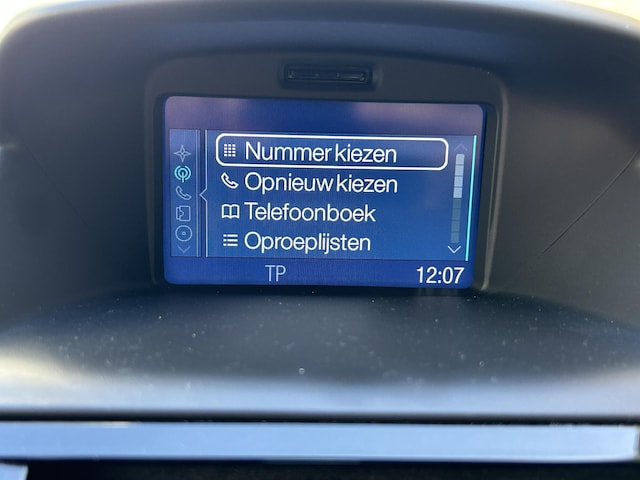 Nummer kiezen
Opnieuw kiezen
Telefoonboek
Oproeplijsten
TP 12:07